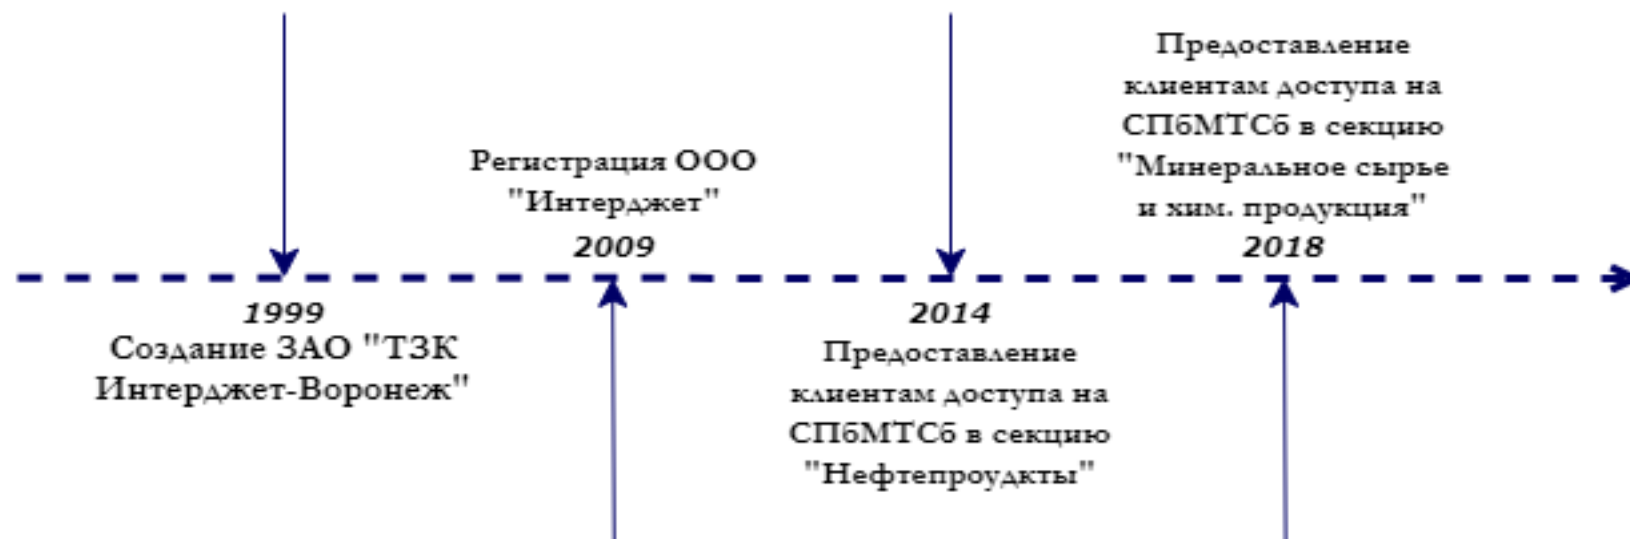 1999
Создание ЗАО "ТЗК
Интерджет-Воронеж"
Регистрация ООО
"Интерджет"
2009
2014
Предоставление
клиентам доступа на
СПбМТСб в секцию
"Нефтепроудкты"
Предоставление
клиентам доступа на
СПбМТСб в секцию
"Минеральное сырье
и хим. продукция"
2018